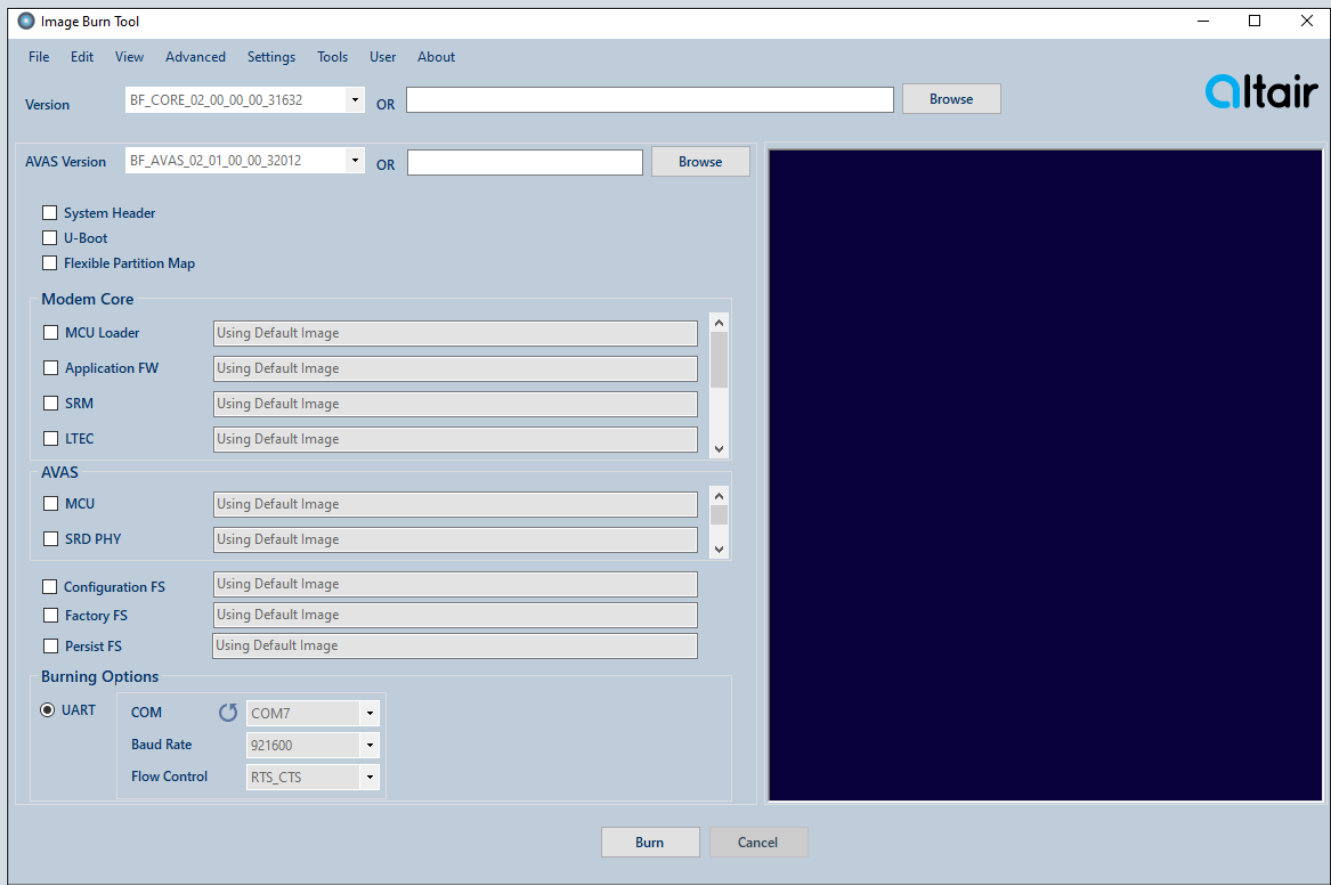 Image Burn Tool
File Edit View Advanced Settings Tools User About
altair
Version BF_CORE_02_00_00_00_31632 OR Browse
AVAS Version BF_AVAS_02_01_00_00_32012 OR Browse
System Header
U-Boot
Flexible Partition Map
Modem Core
MCU Loader Using Default Image
Application FW Using Default Image
SRM Using Default Image
LTEC Using Default Image
AVAS
MCU Using Default Image
SRD PHY Using Default Image
Configuration FS Using Default Image
Factory FS Using Default Image
Persist FS Using Default Image
Burning Options
UART COM COM7
Baud Rate 921600
Flow Control RTS_CTS
Burn Cancel